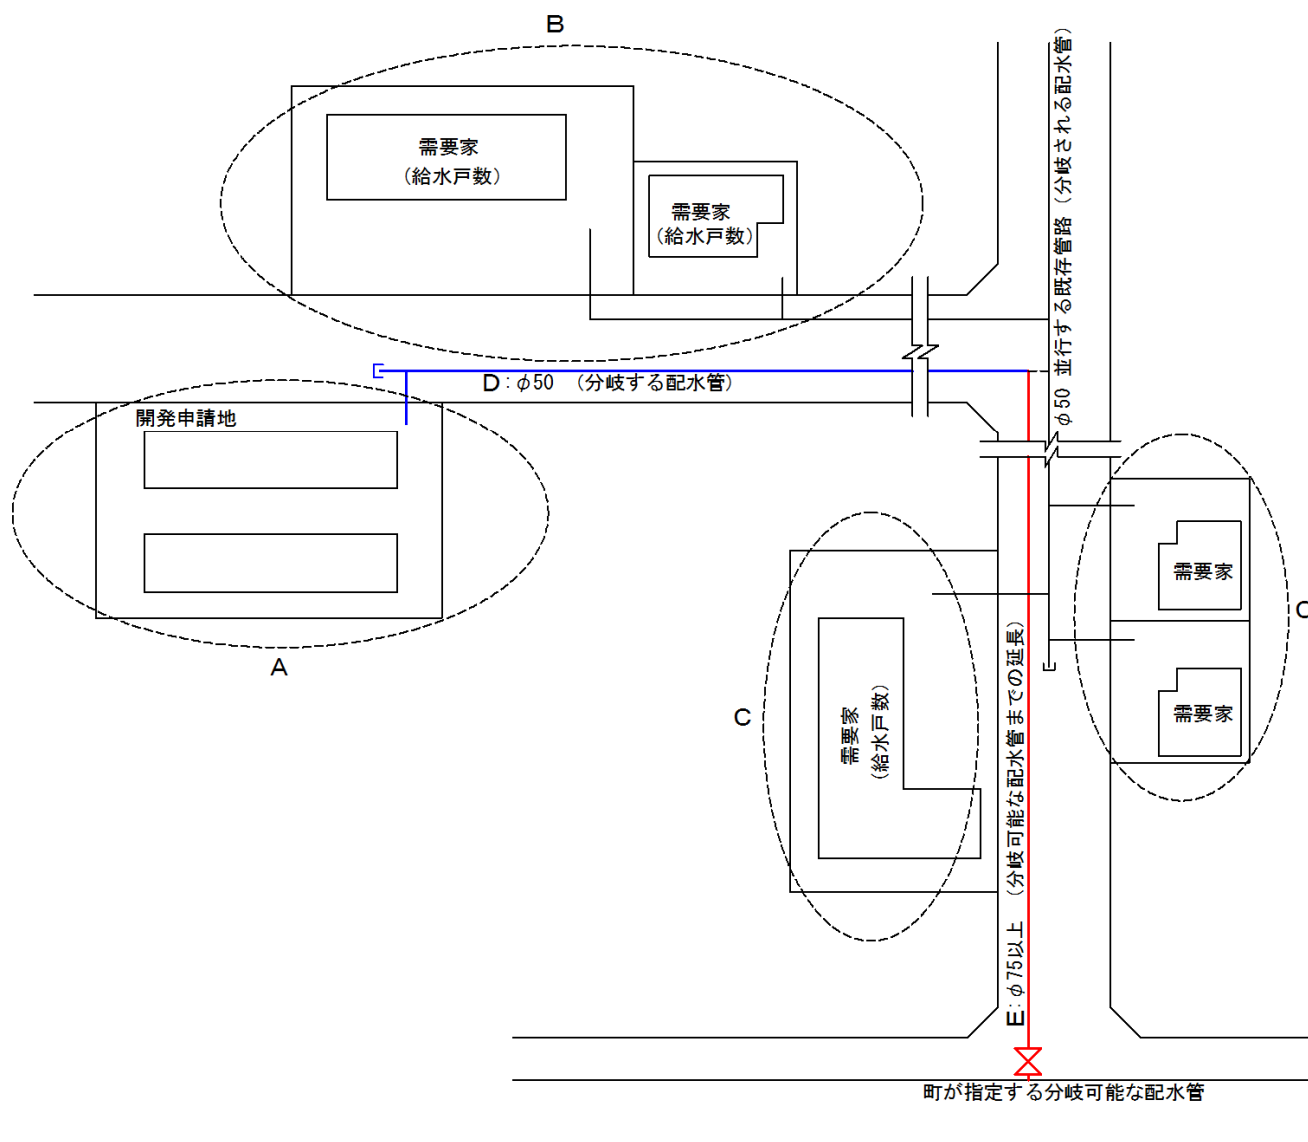 B
需要家
(給水戸数)
需要家
(給水戸数)
φ50 並行する既存管路（分岐される配水管）
D：φ50 （分岐する配水管）
開発申請地
A
需要家
C
C
需要家
(給水戸数)
需要家
E：φ75以上 （分岐可能な配水管までの延長）
町が指定する分岐可能な配水管